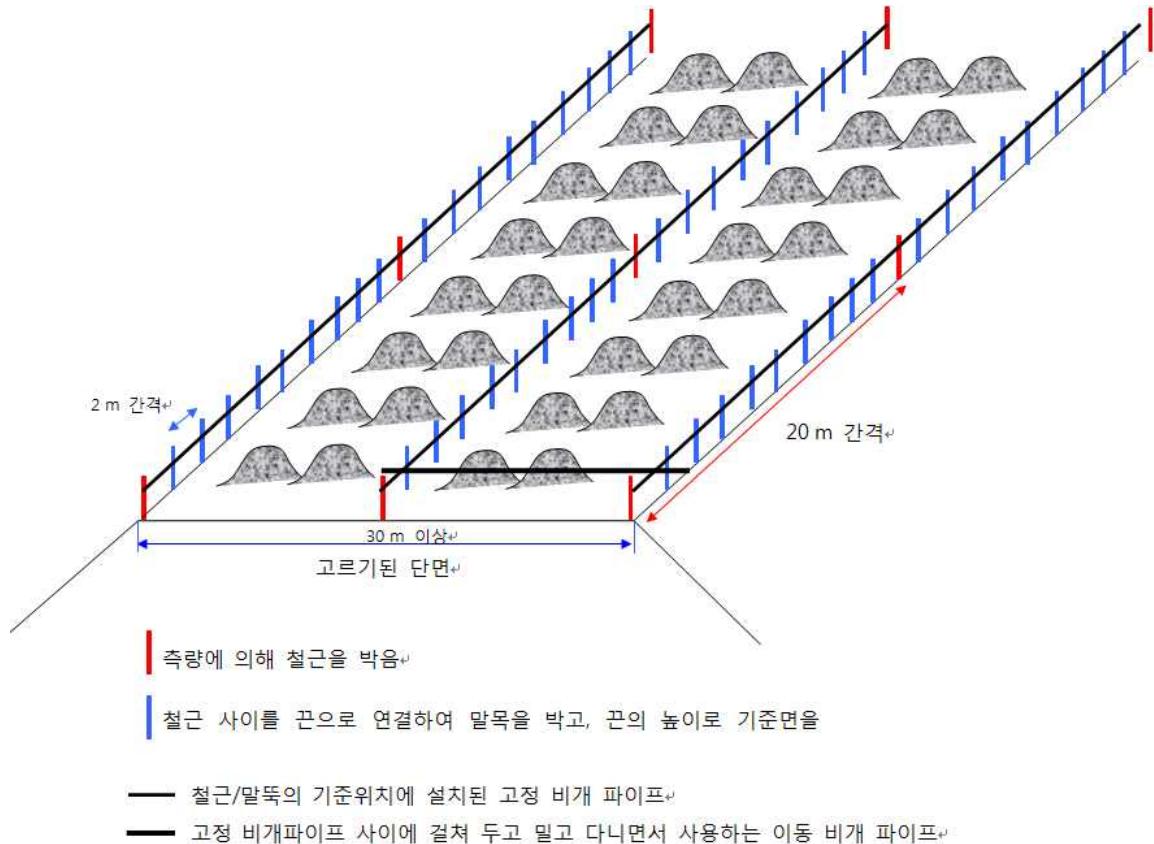 2 m 간격↵
20 m 간격↵
30 m 이상↵
고르기된 단면↵
측량에 의해 철근을 박음↵
철근 사이를 끈으로 연결하여 말목을 박고, 끈의 높이로 기준면을
철근/말뚝의 기준위치에 설치된 고정 비개 파이프↵
고정 비개파이프 사이에 걸쳐 두고 밀고 다니면서 사용하는 이동 비개 파이프↵